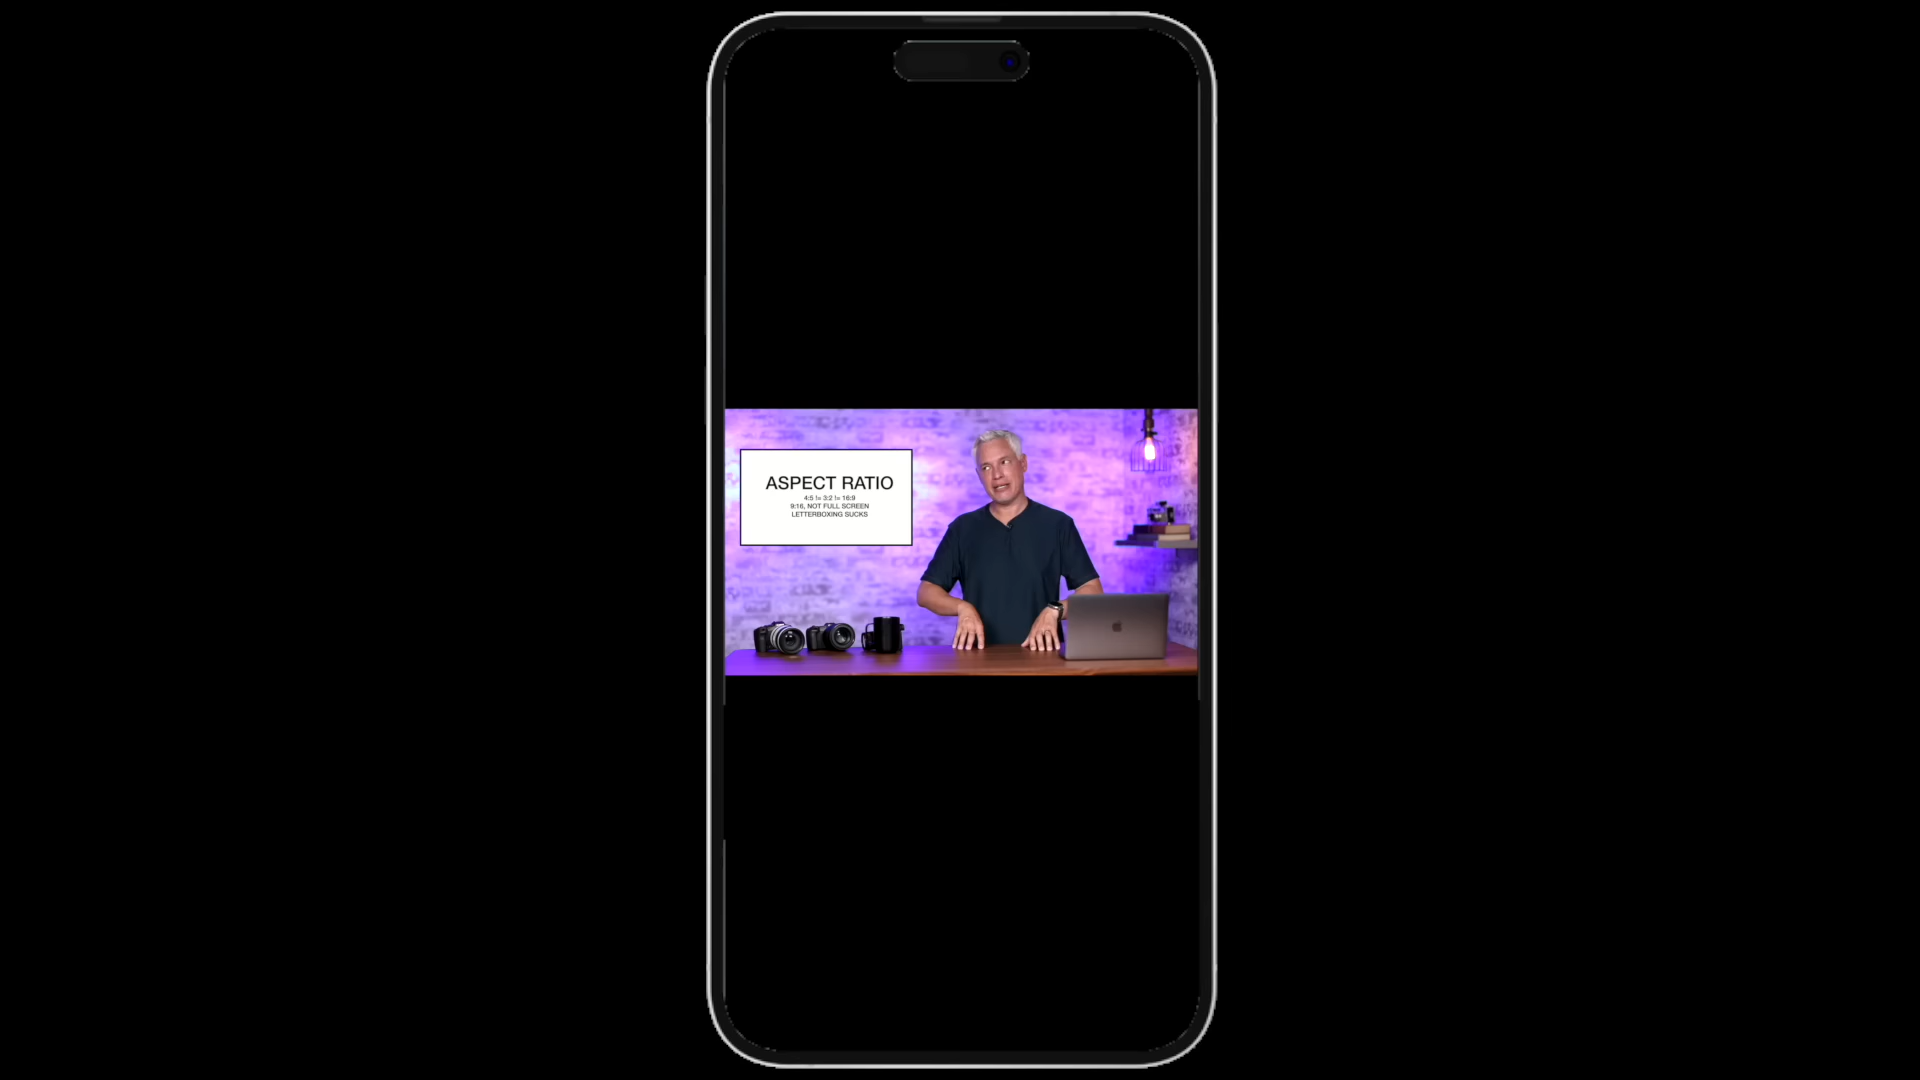 ASPECT RATIO
4:5 != 3:2 != 16:9
9:16, NOT FULL SCREEN
LETTERBOXING SUCKS